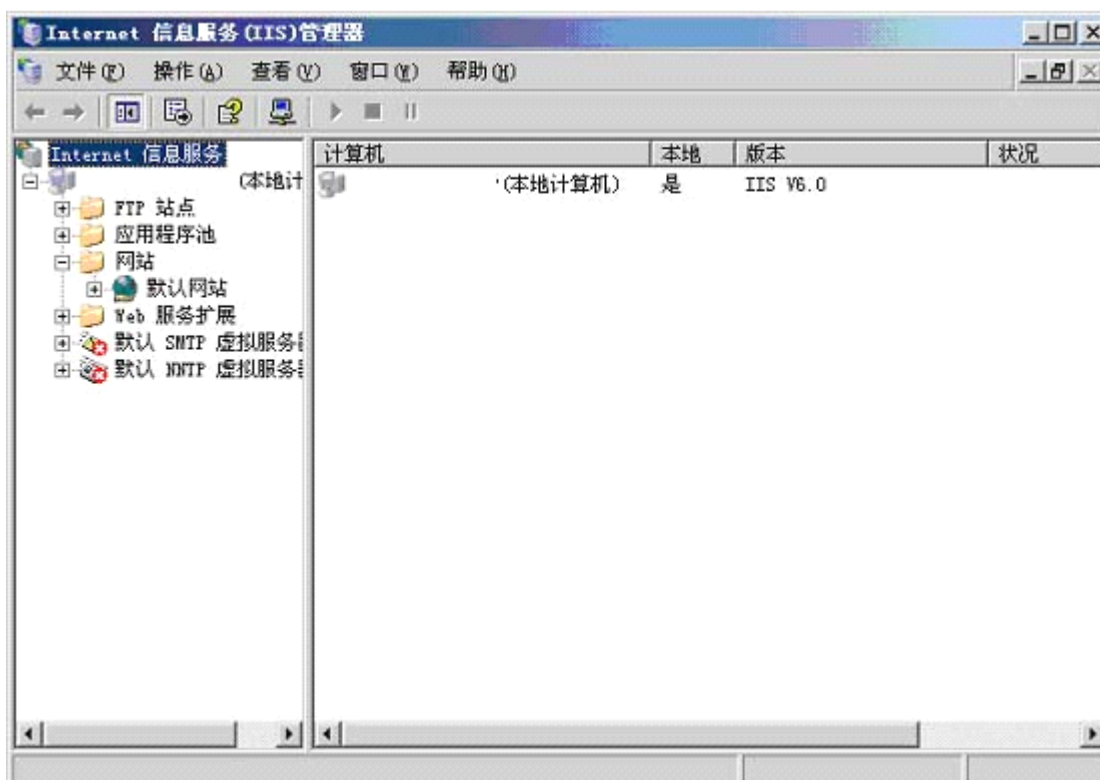 Internet 信息服务(IIS)管理器
文件(F) 操作(A) 查看(V) 窗口(W) 帮助(H)
Internet 信息服务
(本地计
FTP 站点
应用程序池
网站
默认网站
Web 服务扩展
默认 SMTP 虚拟服务器
默认 NNTP 虚拟服务器
计算机 本地 版本 状况
'(本地计算机) 是 IIS V6.0